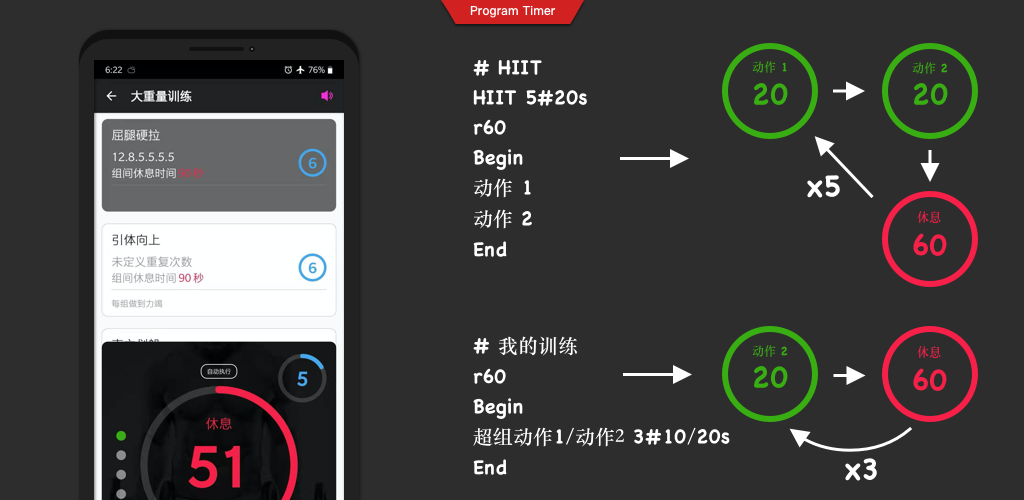 Program Timer
6:22
76%
大重量训练
屈腿硬拉
12.8.5.5.5.5
组间休息时间
6
引体向上
未定义重复次数
组间休息时间 90 秒
6
每组做到力竭
自动执行
5
休息
51
# HIIT
HIIT 5#20s
r60
Begin
动作 1
动作 2
End
动作 1
20
动作 2
20
x5
休息
60
# 我的训练
r60
Begin
超组动作1/动作2 3#10/20s
End
动作 2
20
休息
60
x3